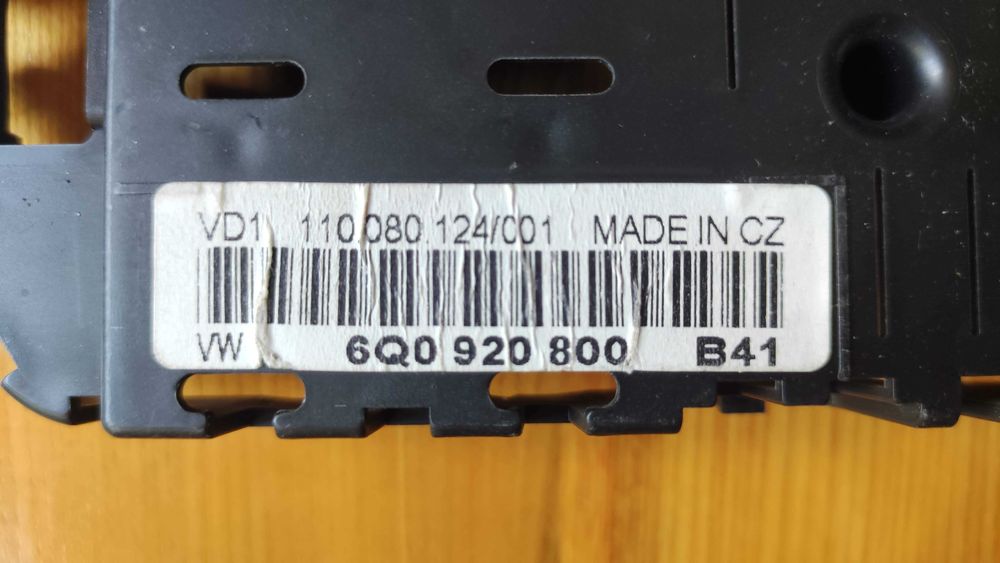 VD1 110.080.124/001 MADE IN CZ
VW 6Q0 920 800 B41